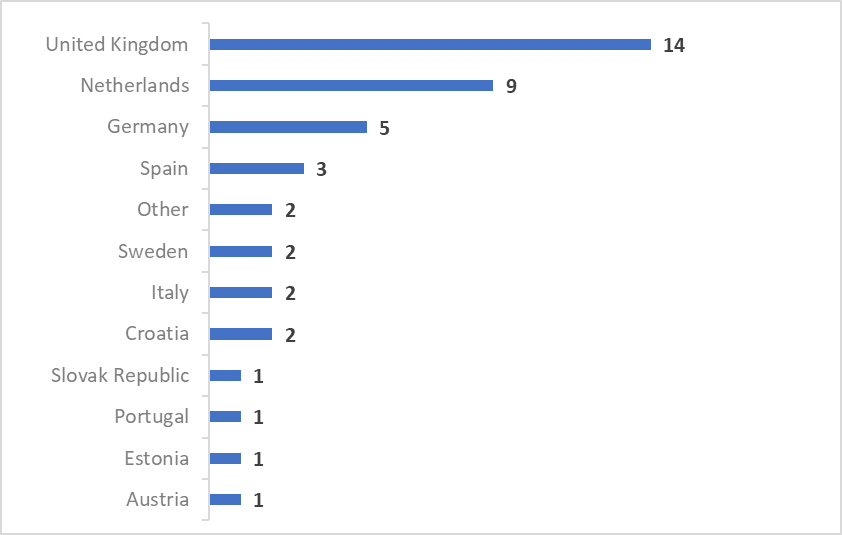 United Kingdom 14
Netherlands 9
Germany 5
Spain 3
Other 2
Sweden 2
Italy 2
Croatia 2
Slovak Republic 1
Portugal 1
Estonia 1
Austria 1